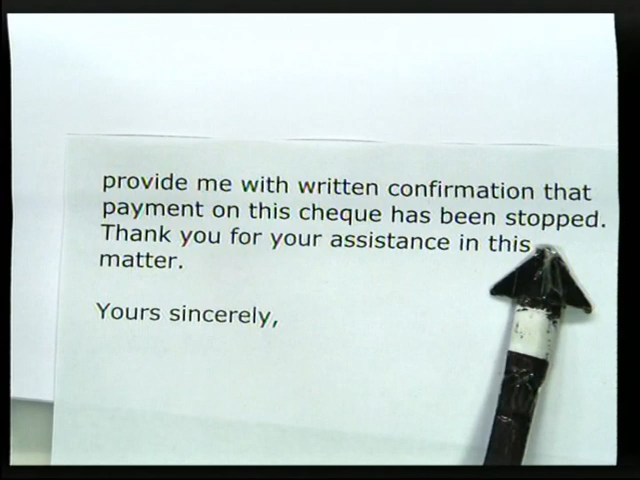 provide me with written confirmation that
payment on this cheque has been stopped.
Thank you for your assistance in this
matter.
Yours sincerely,